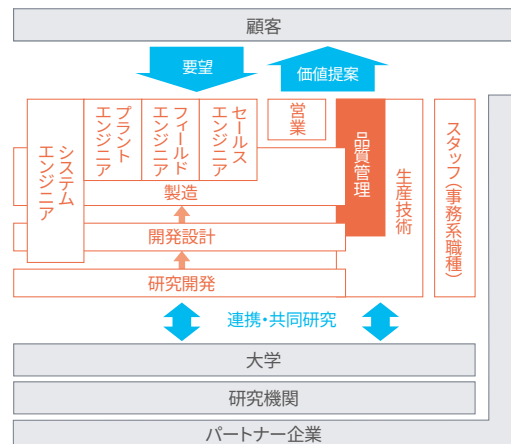 顧客
要望
価値提案
システム
エンジニア
プラント
エンジニア
フィールド
エンジニア
セールス
エンジニア
営業
品質管理
生産技術
スタッフ(事務系職種)
製造
開発設計
研究開発
連携・共同研究
大学
研究機関
パートナー企業